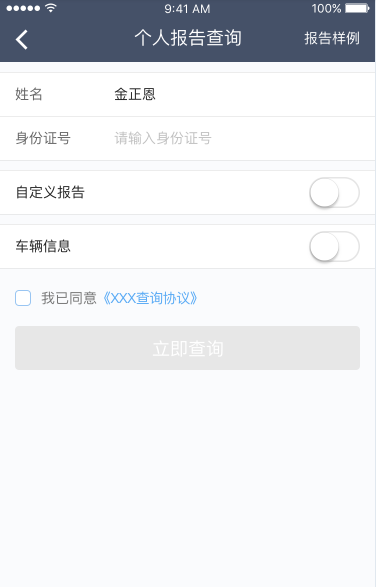 9:41 AM
100%
个人报告查询
报告样例
姓名 金正恩
身份证号 请输入身份证号
自定义报告
车辆信息
我已同意《XXX查询协议》
立即查询